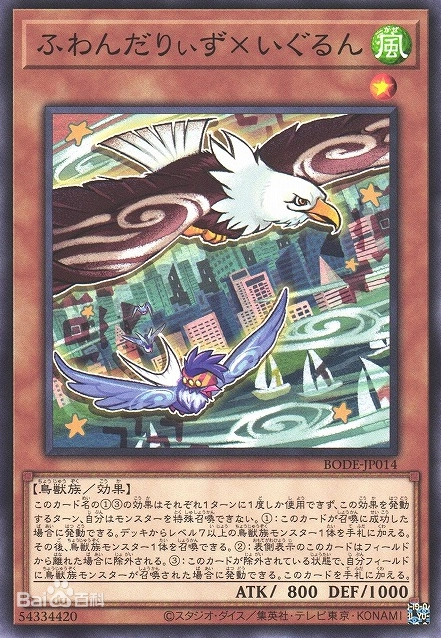 ふわんだりぃず×いぐるん
風
BODE-JP014
【鳥獣族／効果】
このカード名の①③の効果はそれぞれ1ターンに1度しか使用できず、この効果を発動
するターン、自分はモンスターを特殊召喚できない。①：このカードが召喚に成功した
場合に発動できる。デッキからレベル7以上の鳥獣族モンスター1体を手札に加える。
その後、鳥獣族モンスター1体を召喚できる。②：表側表示のこのカードはフィールド
から離れた場合に除外される。③：このカードが除外されている状態で、自分フィールド
に鳥獣族モンスターが召喚された場合に発動できる。このカードを手札に加える。
ATK/ 800 DEF/1000
Bai百科
54334420
©スタジオ・ダイス／集英社・テレビ東京・KONAMI